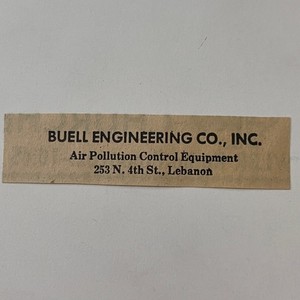 BUELL ENGINEERING CO., INC.
Air Pollution Control Equipment
253 N. 4th St., Lebanon